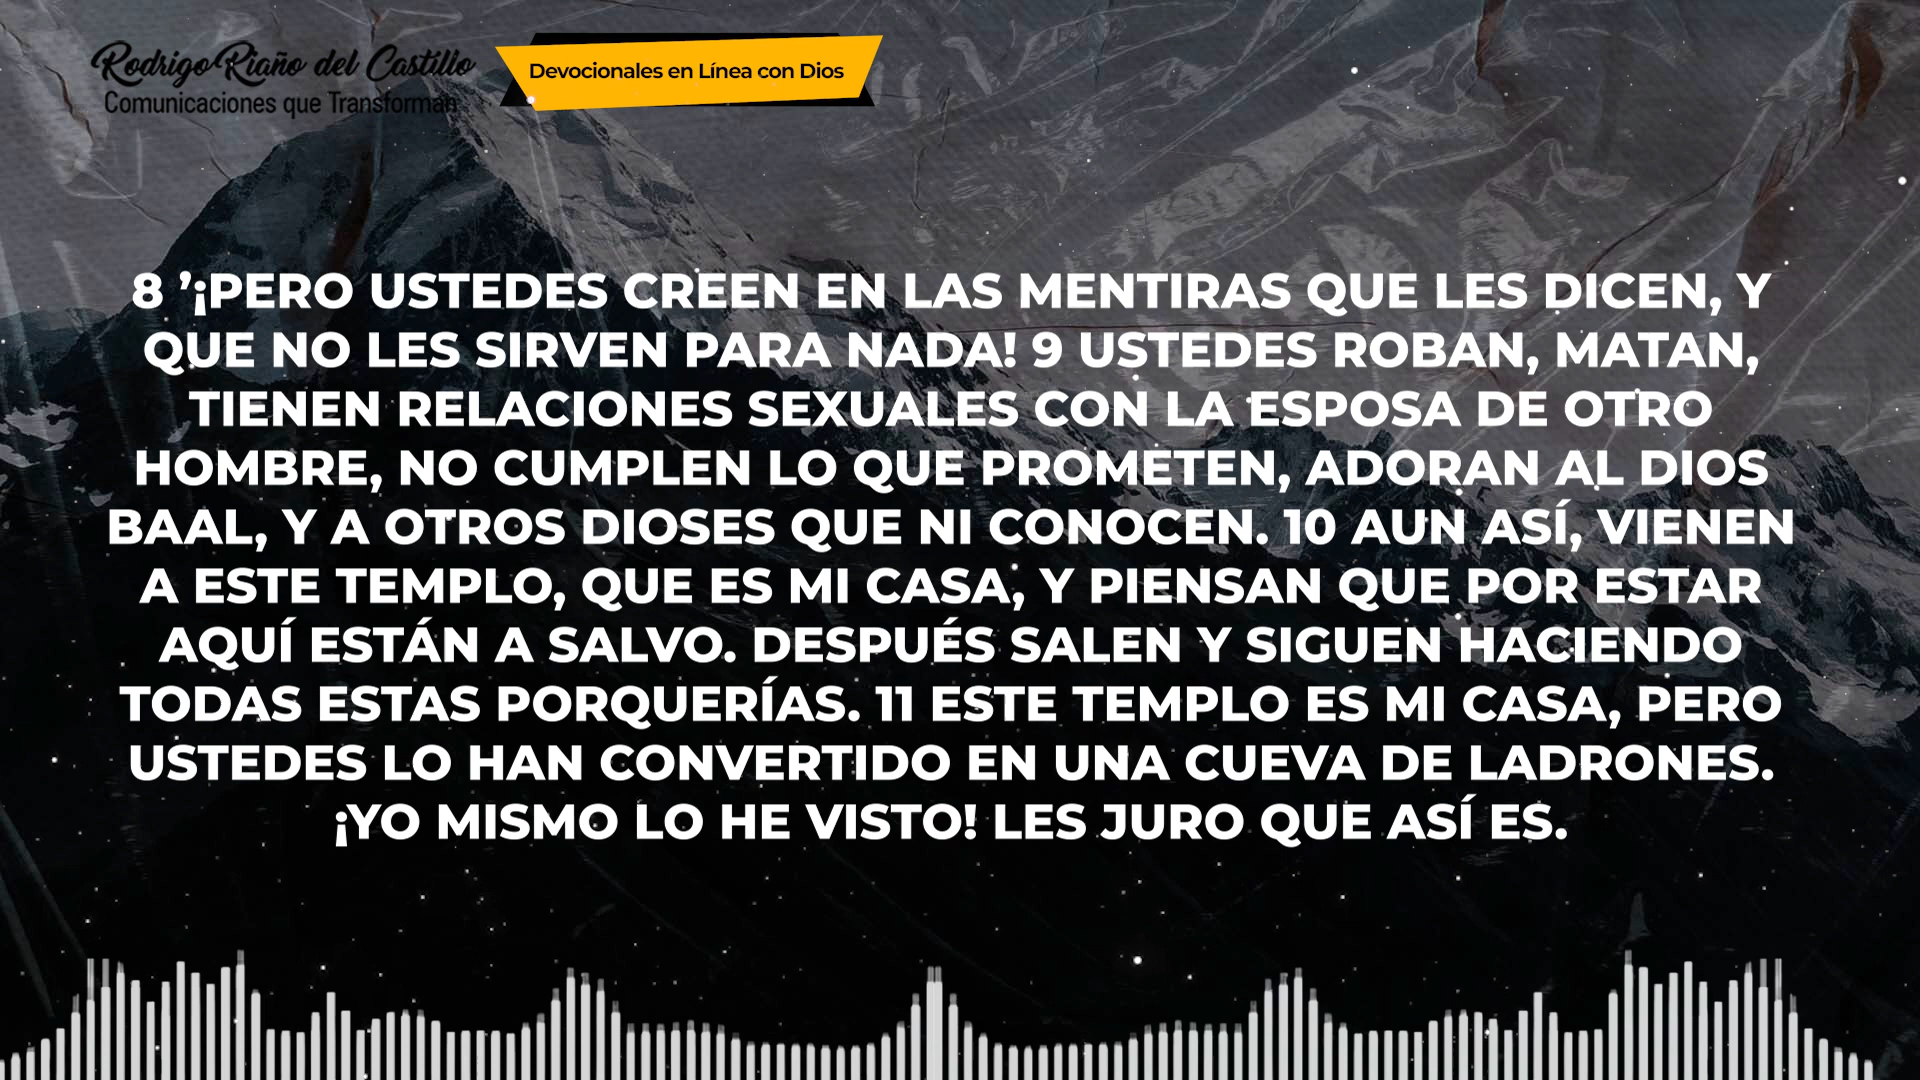 Rodrigo Riaño del Castillo
Comunicaciones que Transforman
Devocionales en Línea con Dios
8 ’¡PERO USTEDES CREEN EN LAS MENTIRAS QUE LES DICEN, Y
QUE NO LES SIRVEN PARA NADA! 9 USTEDES ROBAN, MATAN,
TIENEN RELACIONES SEXUALES CON LA ESPOSA DE OTRO
HOMBRE, NO CUMPLEN LO QUE PROMETEN, ADORAN AL DIOS
BAAL, Y A OTROS DIOSES QUE NI CONOCEN. 10 AUN ASÍ, VIENEN
A ESTE TEMPLO, QUE ES MI CASA, Y PIENSAN QUE POR ESTAR
AQUÍ ESTÁN A SALVO. DESPUÉS SALEN Y SIGUEN HACIENDO
TODAS ESTAS PORQUERÍAS. 11 ESTE TEMPLO ES MI CASA, PERO
USTEDES LO HAN CONVERTIDO EN UNA CUEVA DE LADRONES.
¡YO MISMO LO HE VISTO! LES JURO QUE ASÍ ES.